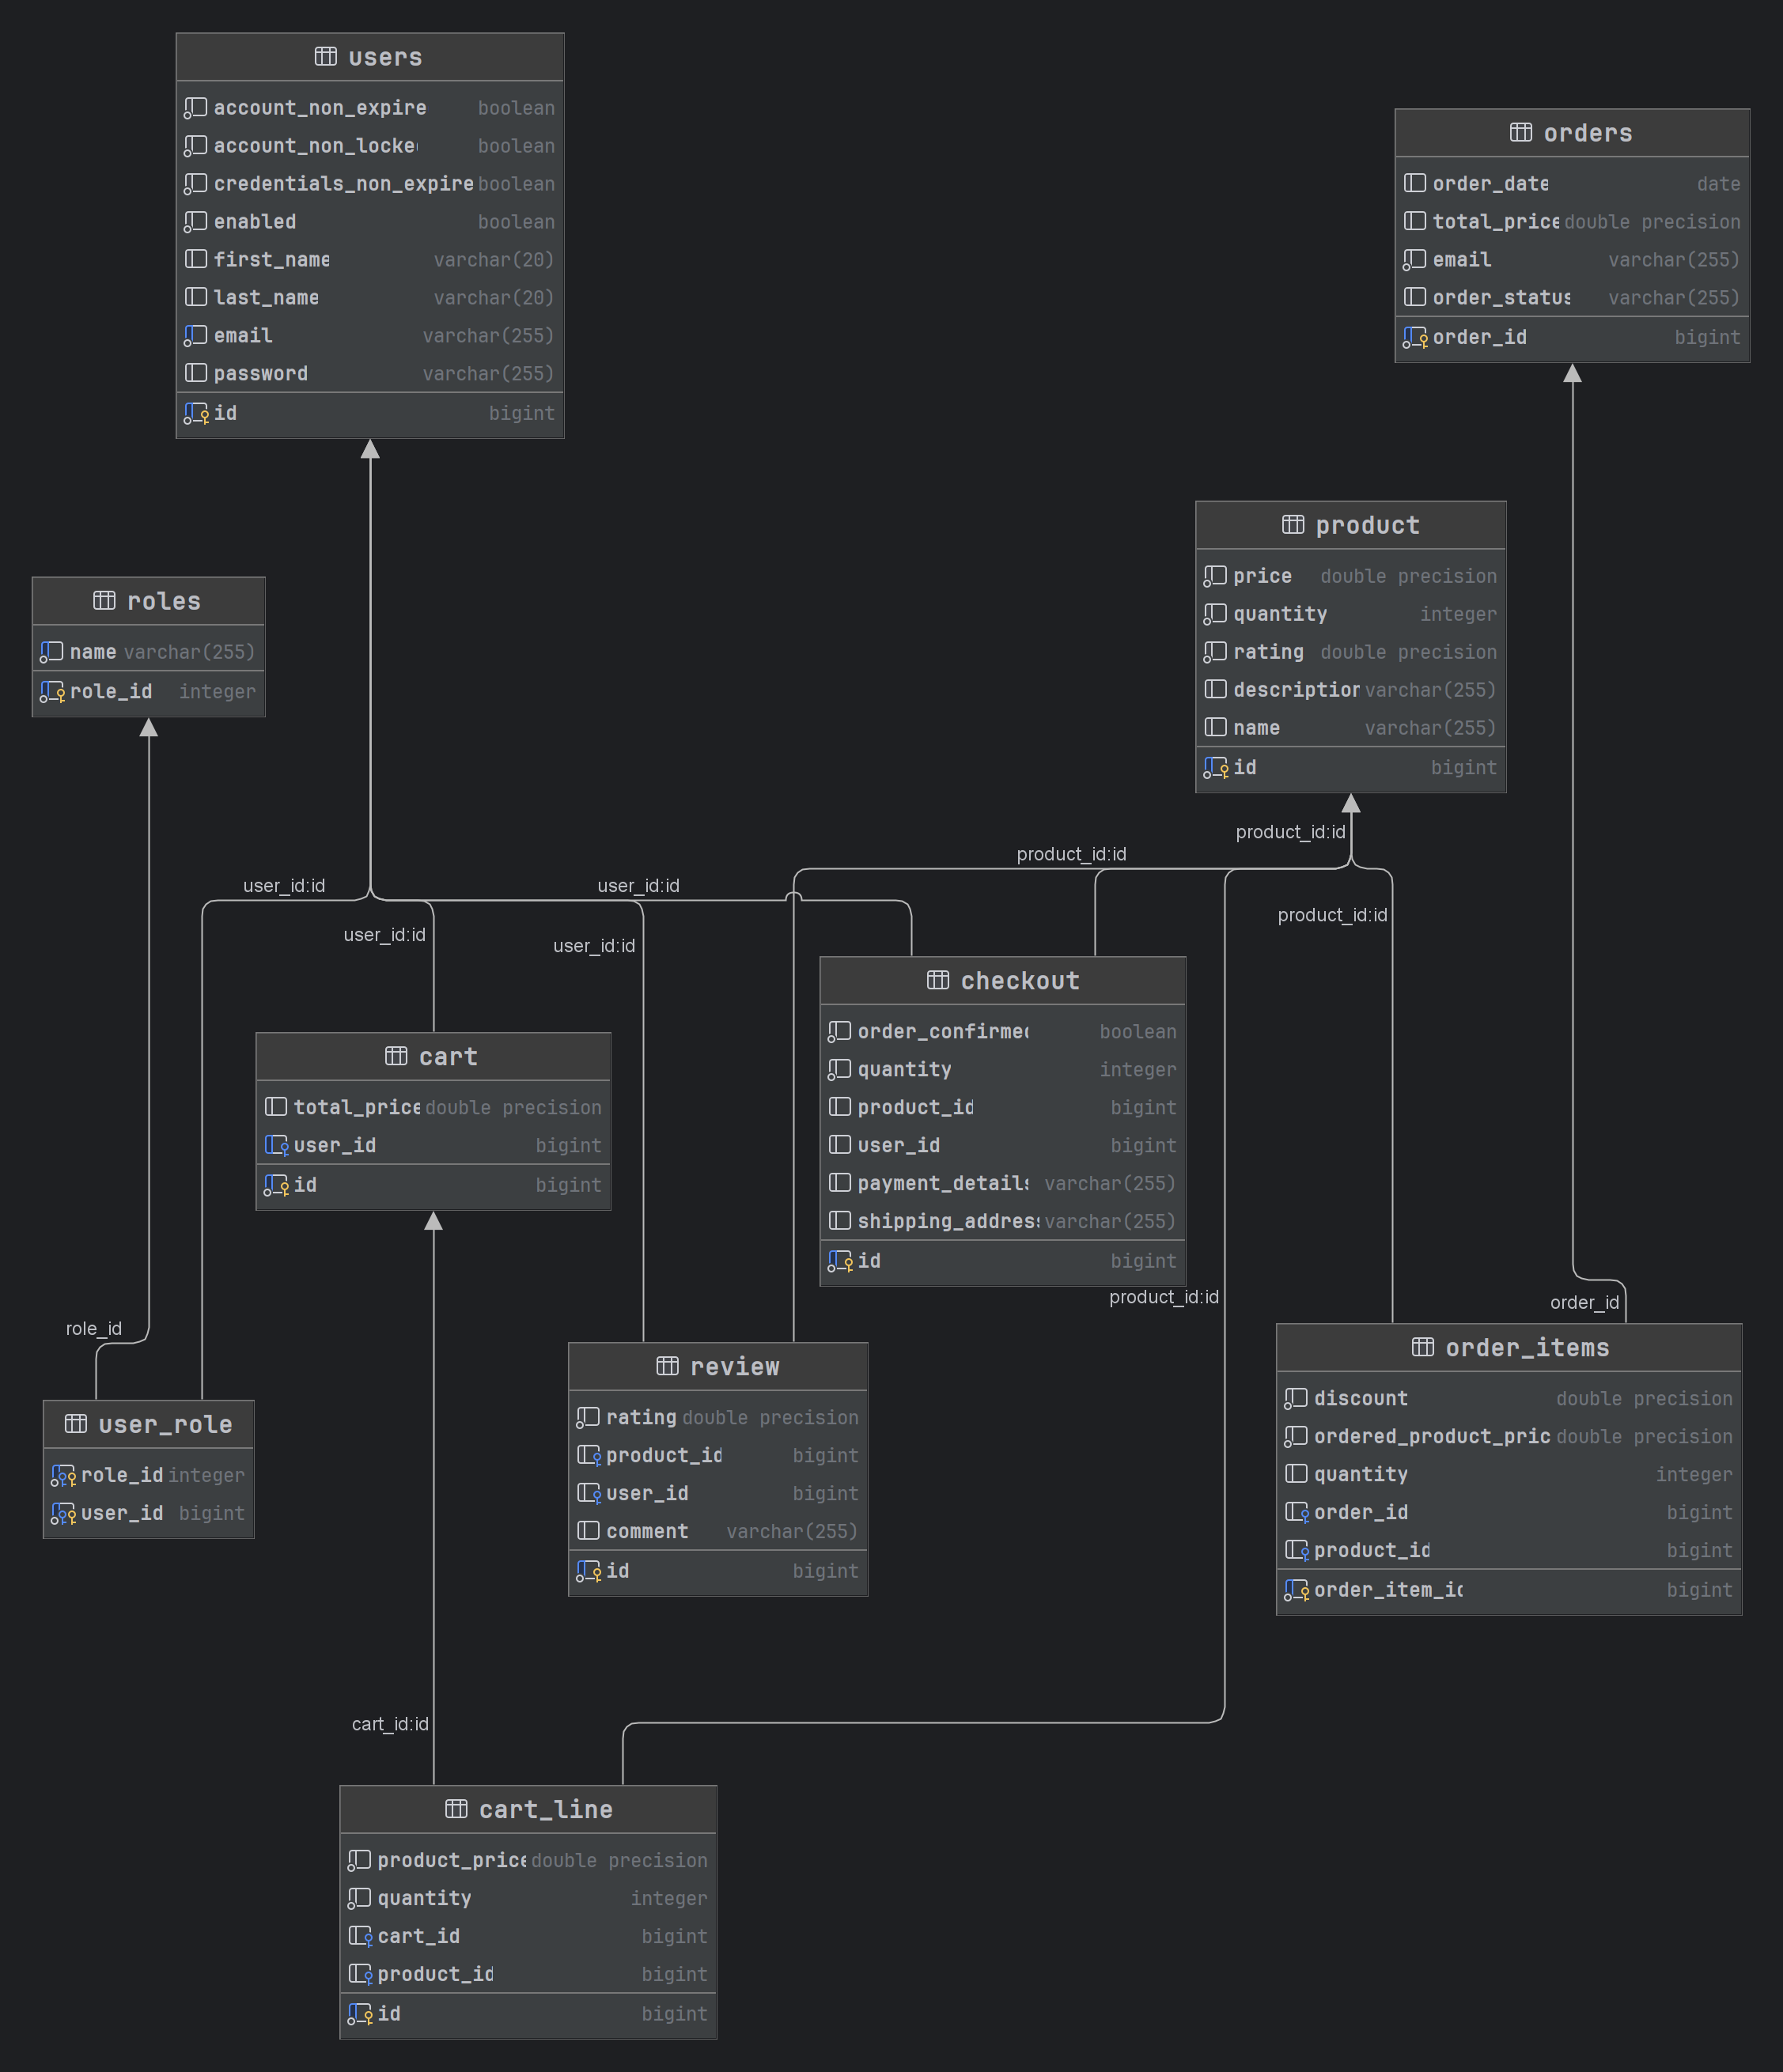 users
account_non_expire boolean
account_non_locke boolean
credentials_non_expire boolean
enabled boolean
first_name varchar(20)
last_name varchar(20)
email varchar(255)
password varchar(255)
id bigint
orders
order_date date
total_price double precision
email varchar(255)
order_status varchar(255)
order_id bigint
product
price double precision
quantity integer
rating double precision
description varchar(255)
name varchar(255)
id bigint
roles
name varchar(255)
role_id integer
product_id:id
product_id:id
user_id:id
user_id:id
product_id:id
user_id:id
user_id:id
checkout
order_confirmed boolean
quantity integer
product_id bigint
user_id bigint
payment_details varchar(255)
shipping_address varchar(255)
id bigint
cart
total_price double precision
user_id bigint
id bigint
product_id:id
order_id
role_id
order_items
discount double precision
ordered_product_pric double precision
quantity integer
order_id bigint
product_id bigint
order_item_id bigint
review
rating double precision
product_id bigint
user_id bigint
comment varchar(255)
id bigint
user_role
role_id integer
user_id bigint
cart_id:id
cart_line
product_price double precision
quantity integer
cart_id bigint
product_id bigint
id bigint